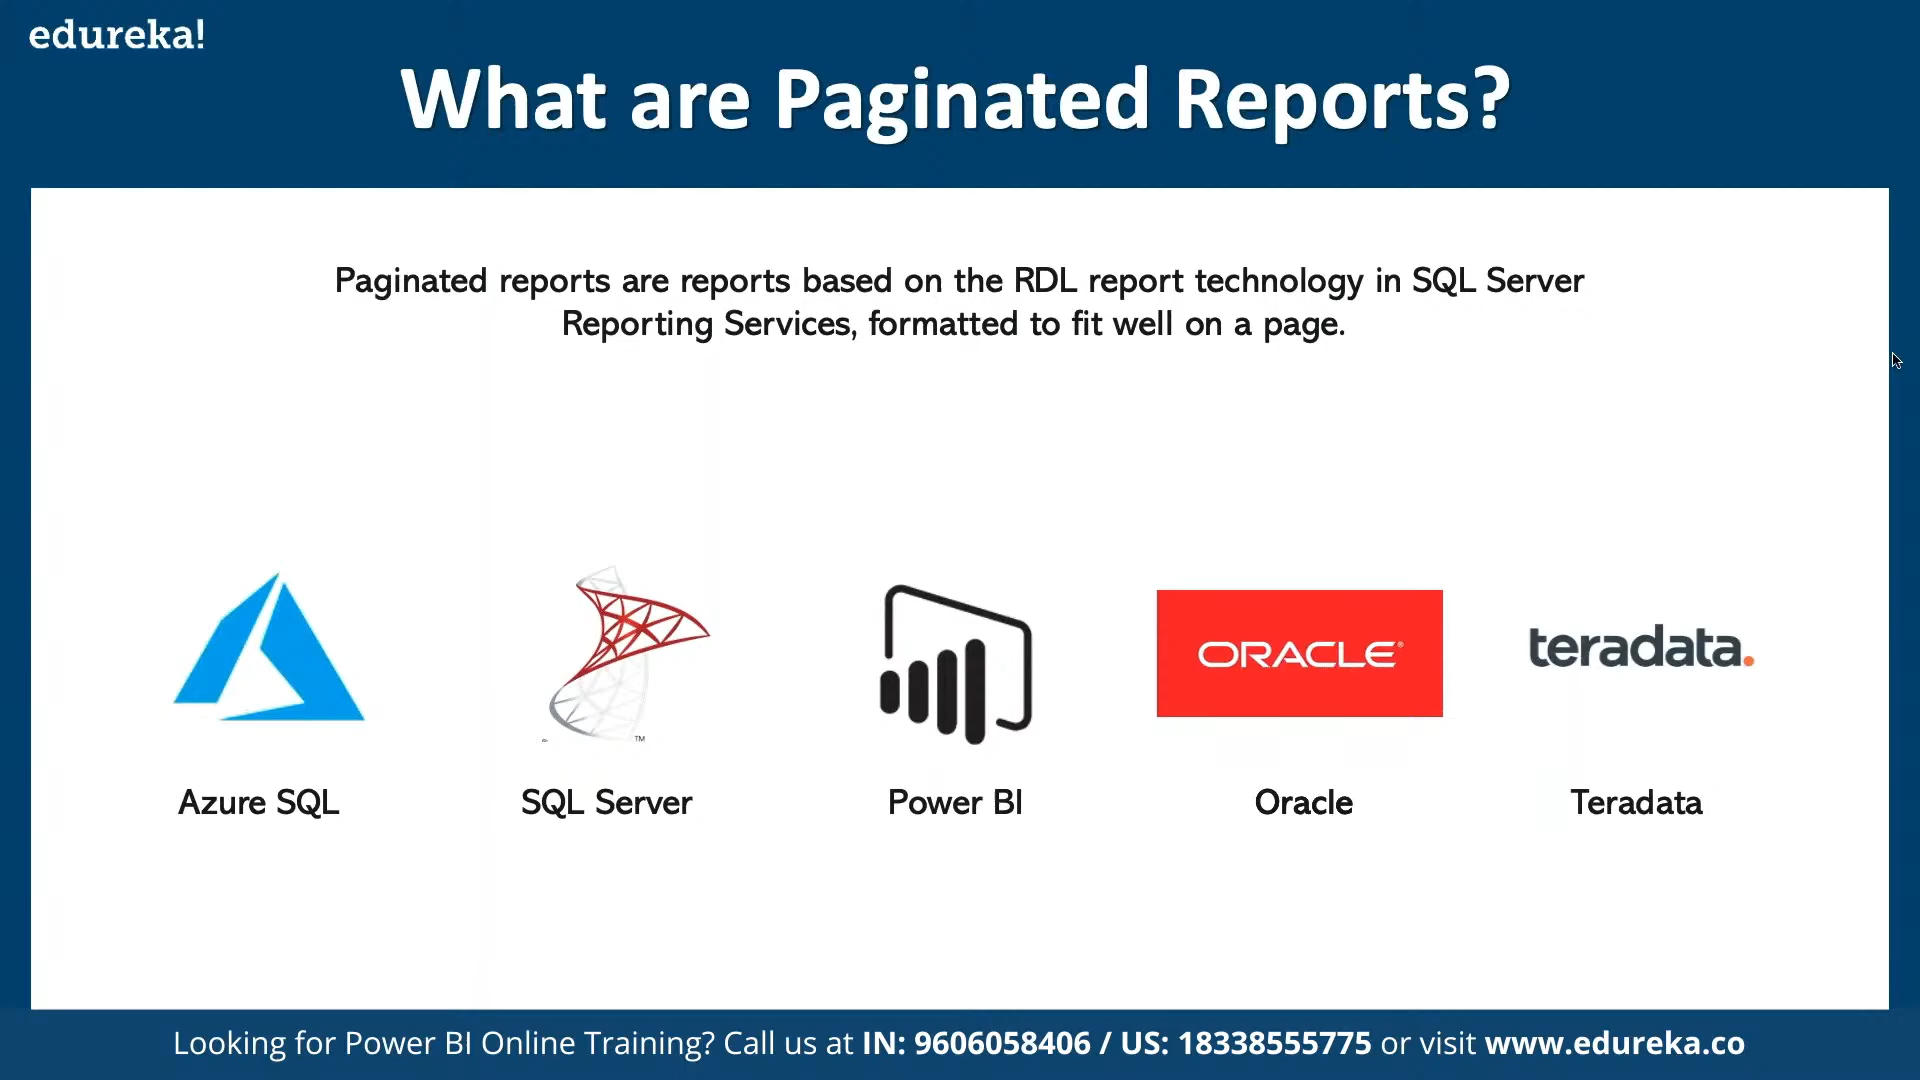 edureka!
What are Paginated Reports?
Paginated reports are reports based on the RDL report technology in SQL Server
Reporting Services, formatted to fit well on a page.
TM
ORACLE®
teradata.
Azure SQL
SQL Server
Power BI
Oracle
Teradata
Looking for Power BI Online Training? Call us at IN: 9606058406 / US: 18338555775 or visit www.edureka.co